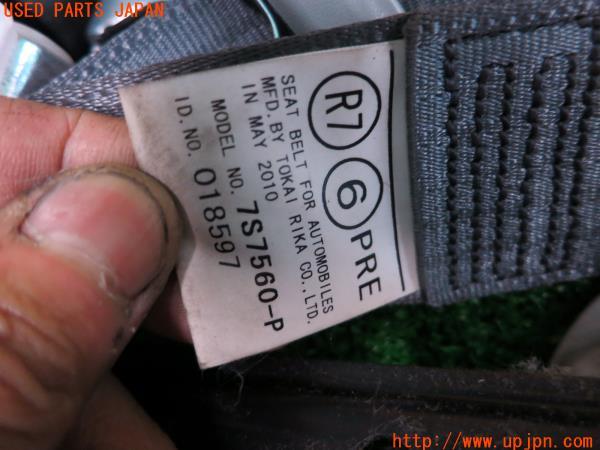 USED PARTS JAPAN
R7 6 PRE
SEAT BELT FOR AUTOMOBILES
MFD. BY TOKAI RIKA CO.,LTD.
IN MAY 2010
MODEL NO. 7S7560-P
ID.NO. 018597
http://www.upjpn.com/